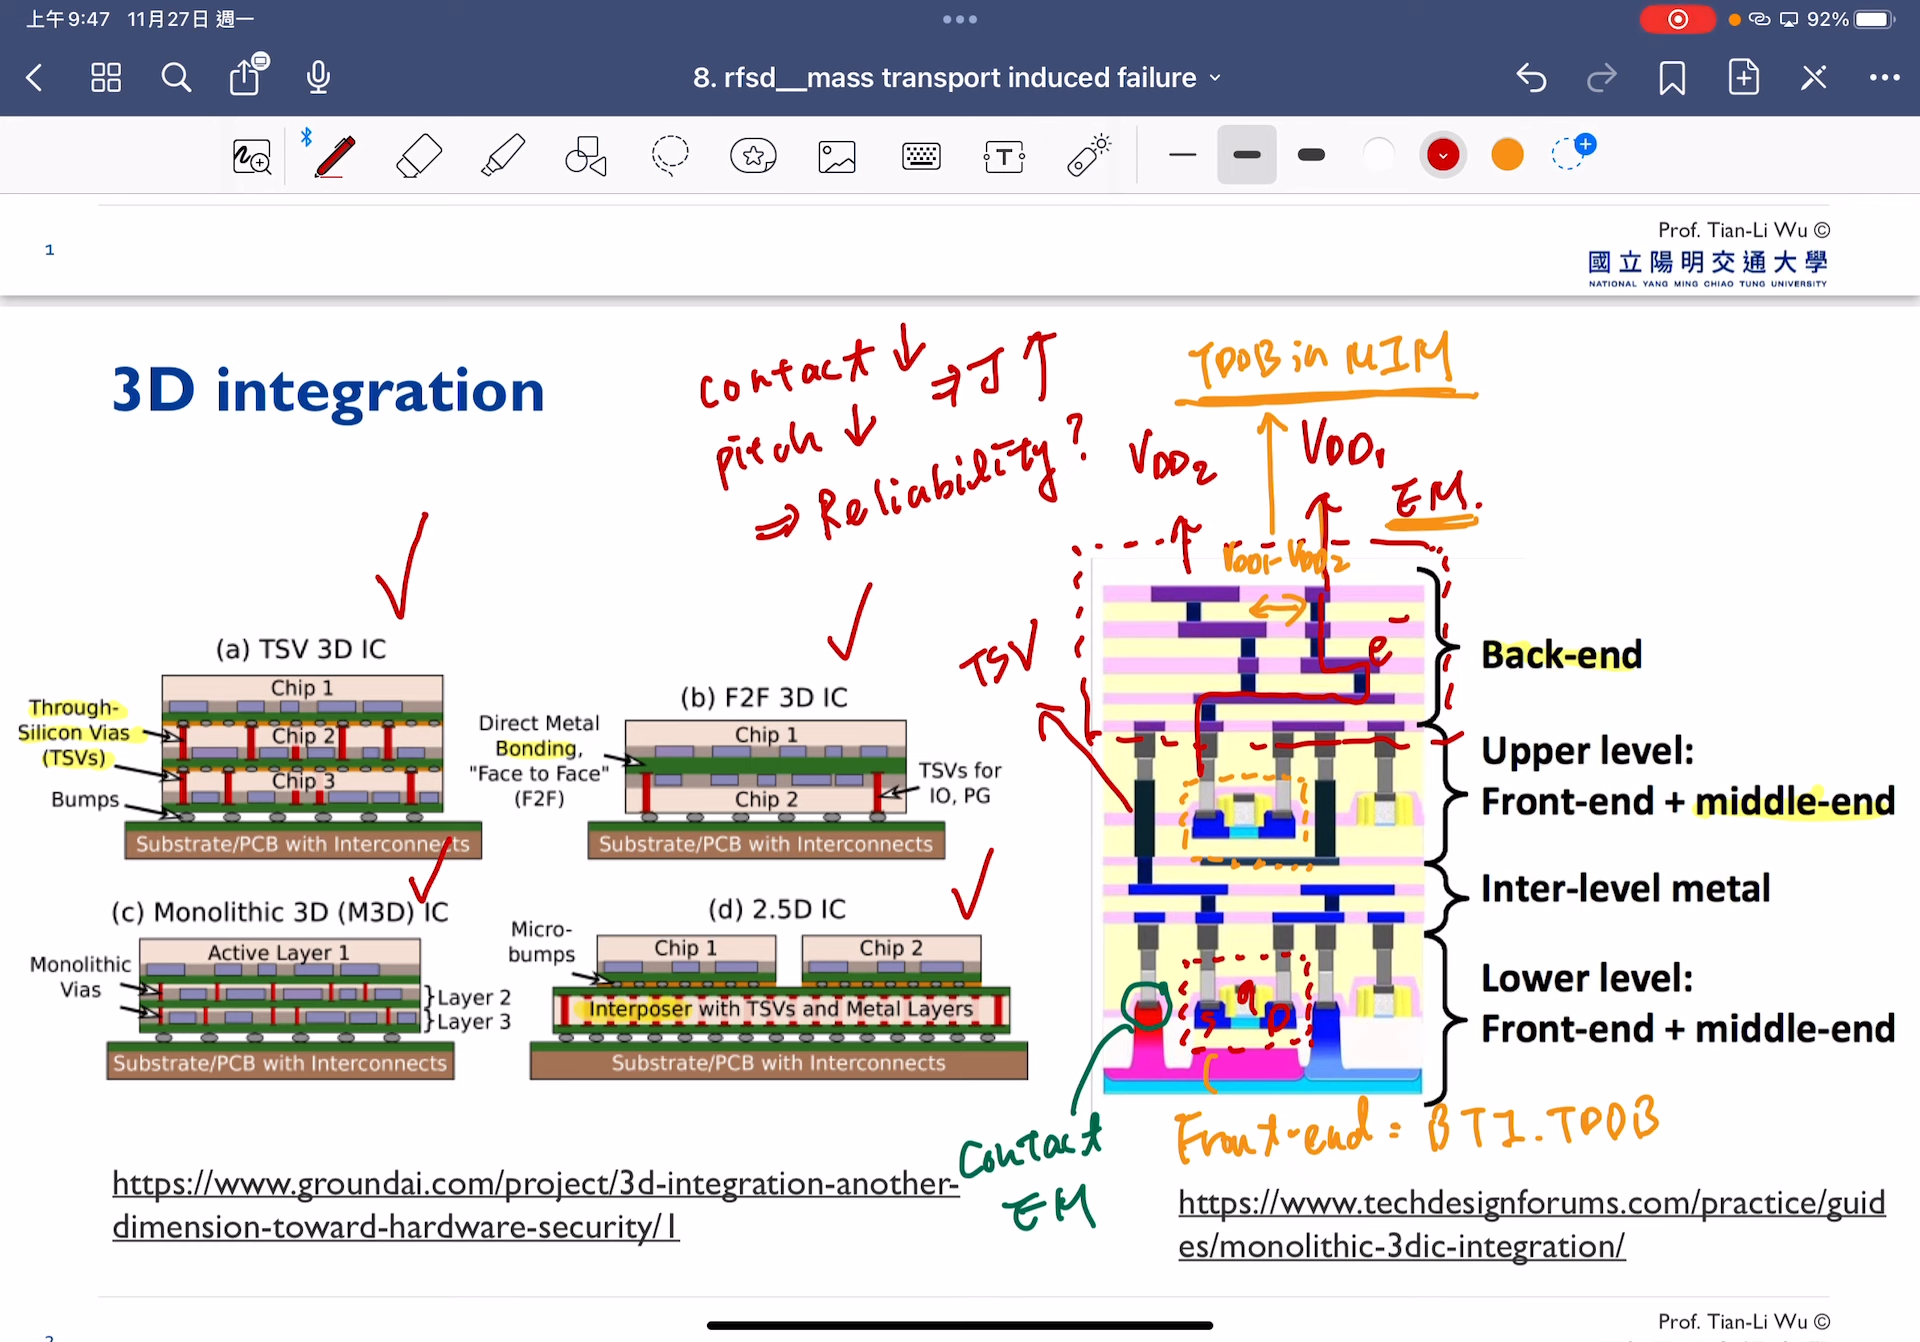 上午9:47 11月27日 週一
92%
8. rfsd__mass transport induced failure
1
Prof. Tian-Li Wu ©
國立陽明交通大學
NATIONAL YANG MING CHIAO TUNG UNIVERSITY
3D integration
contact ↓ ⇒ J ↑
pitch ↓
⇒ Reliability?
TDDB in MIM
VDD2
VDD1
EM.
VDD1-VDD2
e-
TSV
(a) TSV 3D IC
Chip 1
Through-
Silicon Vias
(TSVs)
Chip 2
Chip 3
Bumps
Substrate/PCB with Interconnects
(b) F2F 3D IC
Direct Metal
Bonding,
"Face to Face"
(F2F)
Chip 1
Chip 2
TSVs for
IO, PG
Substrate/PCB with Interconnects
(c) Monolithic 3D (M3D) IC
Monolithic
Vias
Active Layer 1
Layer 2
Layer 3
Substrate/PCB with Interconnects
(d) 2.5D IC
Micro-
bumps
Chip 1
Chip 2
Interposer with TSVs and Metal Layers
Substrate/PCB with Interconnects
Back-end
Upper level:
Front-end + middle-end
Inter-level metal
Lower level:
Front-end + middle-end
S
D
Contact
EM
Front-end = BTI. TDDB
https://www.groundai.com/project/3d-integration-another-
dimension-toward-hardware-security/1
https://www.techdesignforums.com/practice/guid
es/monolithic-3dic-integration/
Prof. Tian-Li Wu ©